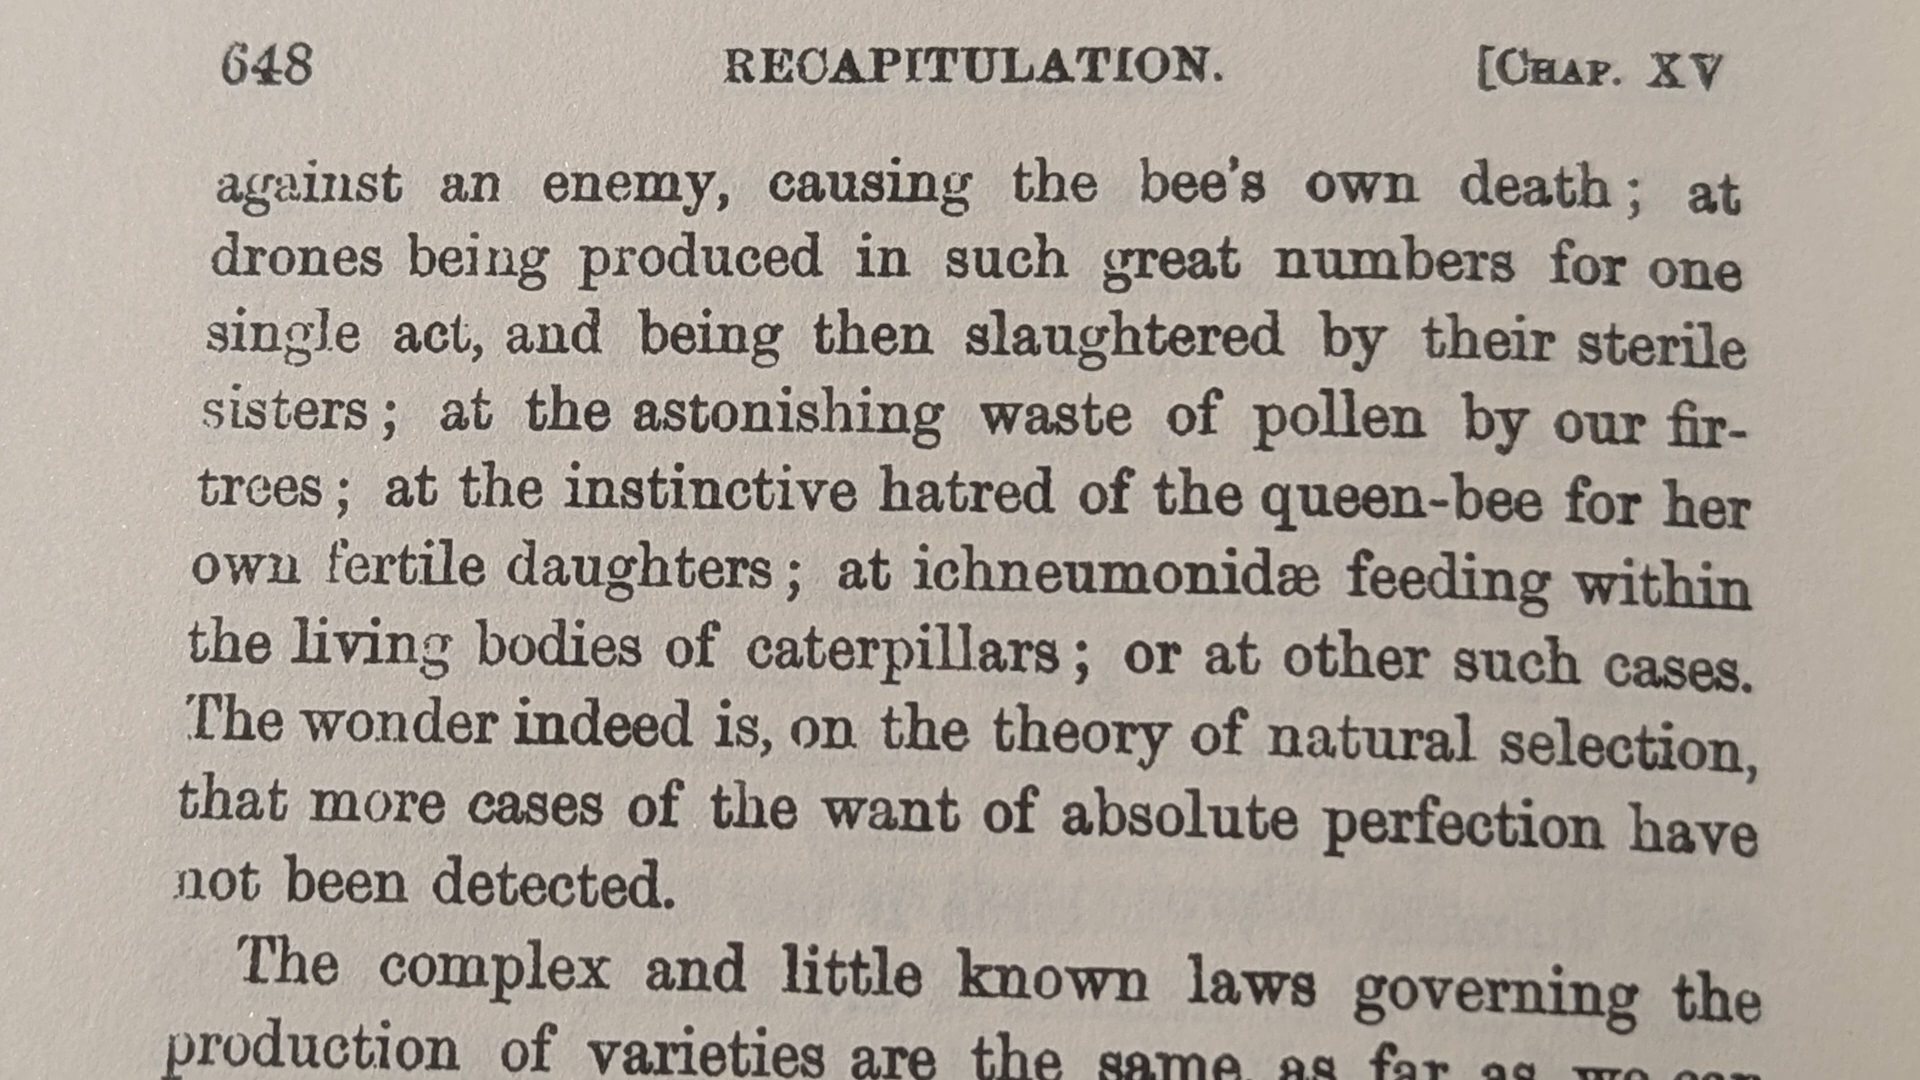 648 RECAPITULATION. [CHAP. XV
against an enemy, causing the bee's own death; at
drones being produced in such great numbers for one
single act, and being then slaughtered by their sterile
sisters; at the astonishing waste of pollen by our fir-
trees; at the instinctive hatred of the queen-bee for her
own fertile daughters; at ichneumonidæ feeding within
the living bodies of caterpillars; or at other such cases.
The wonder indeed is, on the theory of natural selection,
that more cases of the want of absolute perfection have
not been detected.
The complex and little known laws governing the
production of varieties are the same, as far as we can